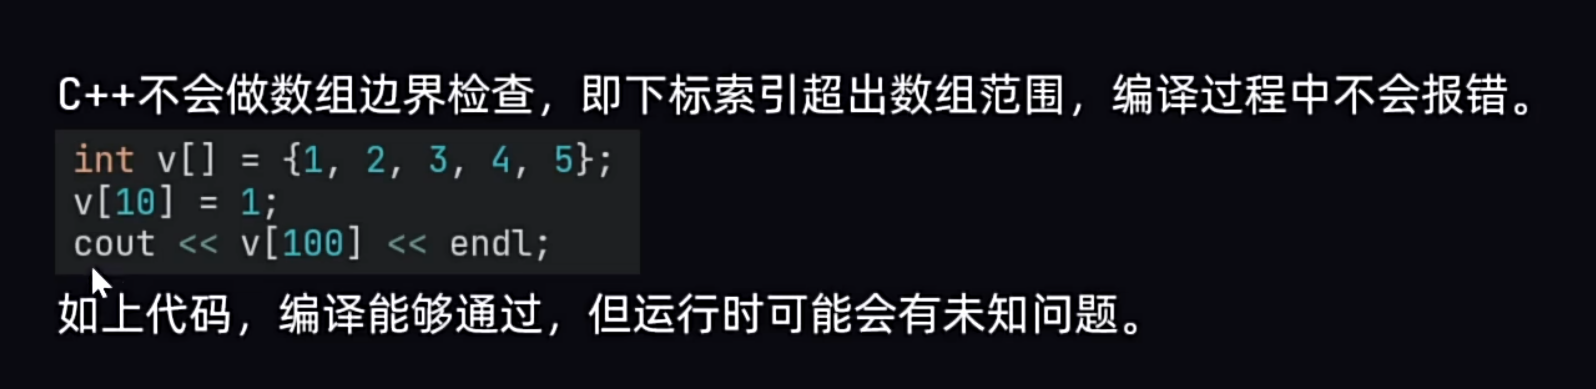 C++不会做数组边界检查，即下标索引超出数组范围，编译过程中不会报错。
int v[] = {1, 2, 3, 4, 5};
v[10] = 1;
cout << v[100] << endl;
如上代码，编译能够通过，但运行时可能会有未知问题。